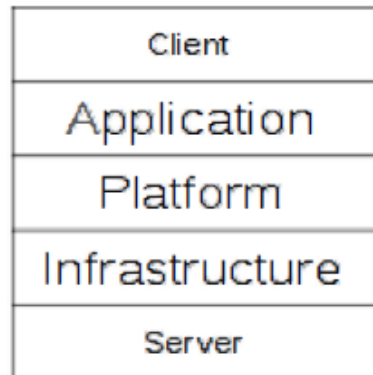 Client
Application
Platform
Infrastructure
Server